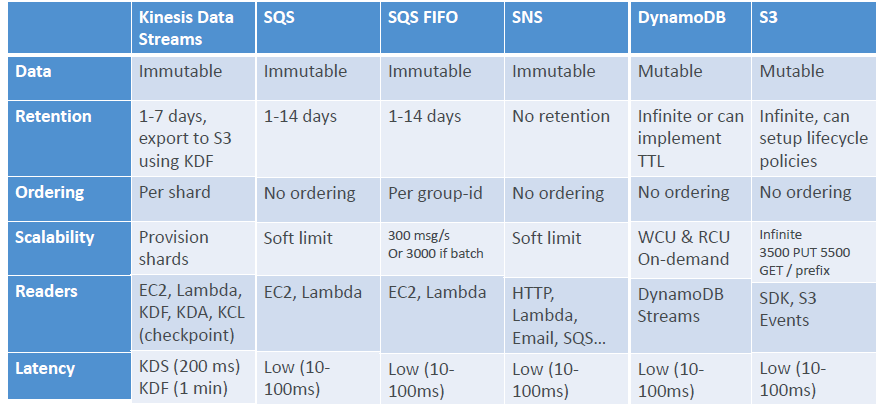 Kinesis Data Streams | SQS | SQS FIFO | SNS | DynamoDB | S3
Data | Immutable | Immutable | Immutable | Immutable | Mutable | Mutable
Retention | 1-7 days, export to S3 using KDF | 1-14 days | 1-14 days | No retention | Infinite or can implement TTL | Infinite, can setup lifecycle policies
Ordering | Per shard | No ordering | Per group-id | No ordering | No ordering | No ordering
Scalability | Provision shards | Soft limit | 300 msg/s Or 3000 if batch | Soft limit | WCU & RCU On-demand | Infinite 3500 PUT 5500 GET / prefix
Readers | EC2, Lambda, KDF, KDA, KCL (checkpoint) | EC2, Lambda | EC2, Lambda | HTTP, Lambda, Email, SQS... | DynamoDB Streams | SDK, S3 Events
Latency | KDS (200 ms) KDF (1 min) | Low (10-100ms) | Low (10-100ms) | Low (10-100ms) | Low (10-100ms) | Low (10-100ms)